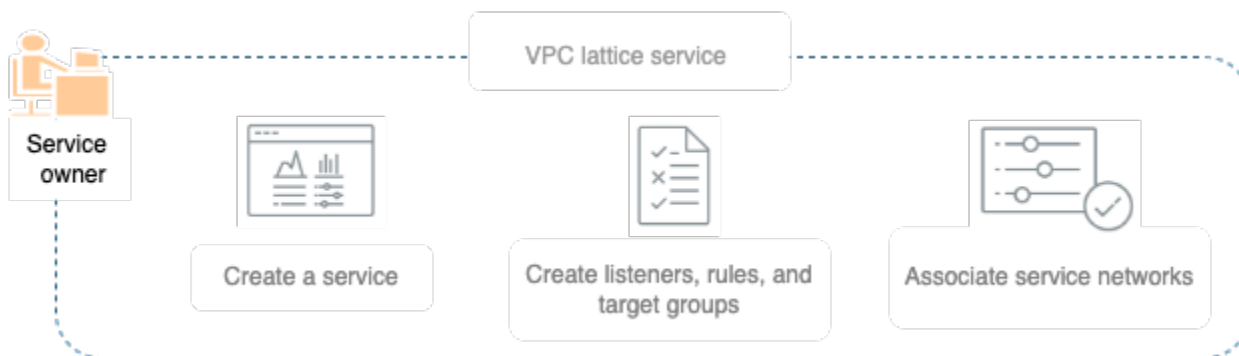 VPC lattice service
Service
owner
Create a service
Create listeners, rules, and
target groups
Associate service networks